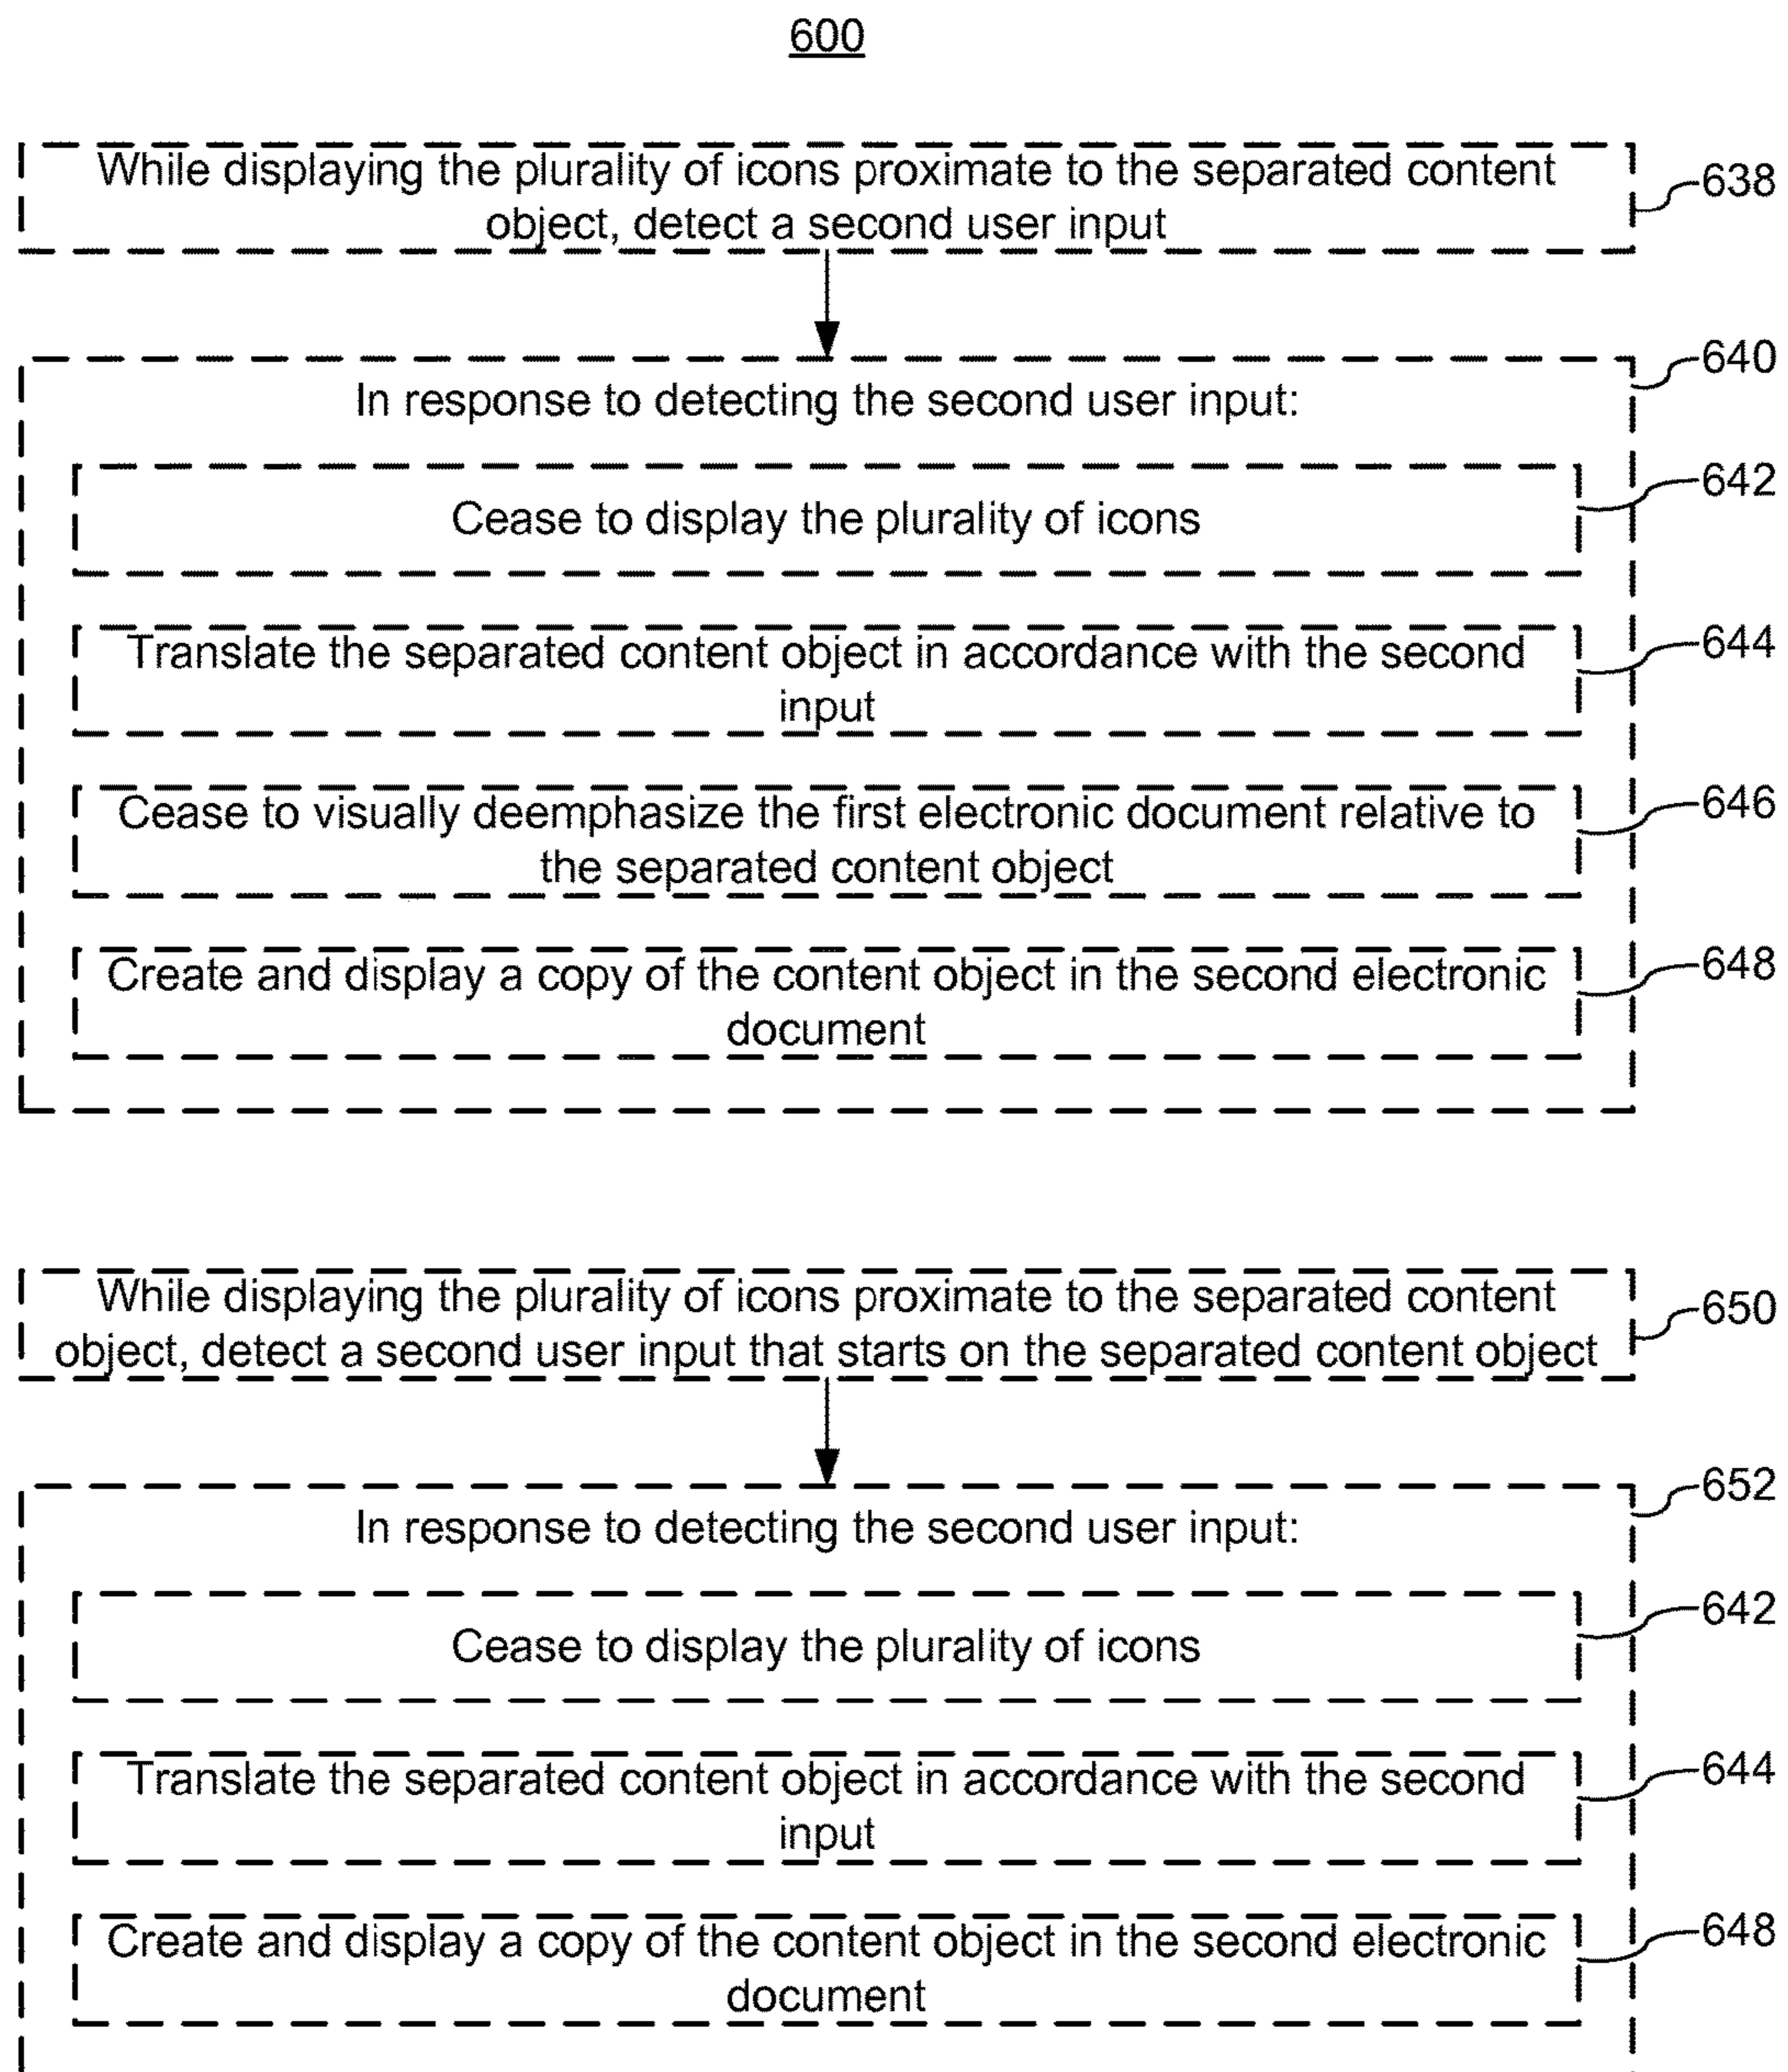 600
While displaying the plurality of icons proximate to the separated content
object, detect a second user input
638
640
In response to detecting the second user input:
642
Cease to display the plurality of icons
Translate the separated content object in accordance with the second
input
644
Cease to visually deemphasize the first electronic document relative to
the separated content object
646
Create and display a copy of the content object in the second electronic
document
648
While displaying the plurality of icons proximate to the separated content
object, detect a second user input that starts on the separated content object
650
652
In response to detecting the second user input:
642
Cease to display the plurality of icons
Translate the separated content object in accordance with the second
input
644
Create and display a copy of the content object in the second electronic
document
648